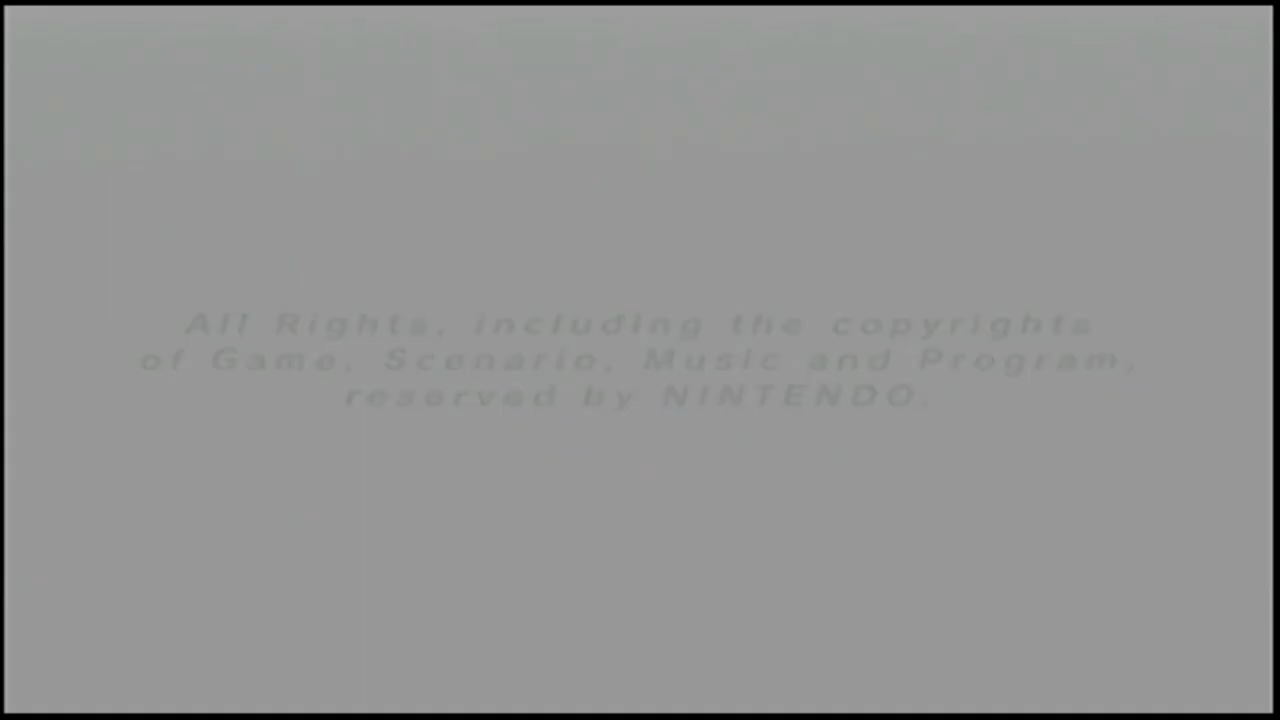 All Rights, including the copyrights
of Game, Scenario, Music and Program,
reserved by NINTENDO.